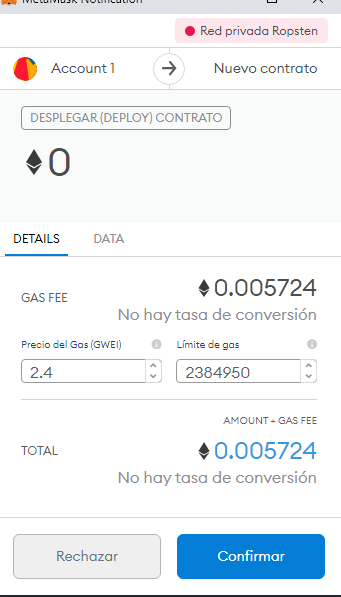 MetaMask Notification
Red privada Ropsten
Account 1
Nuevo contrato
DESPLEGAR (DEPLOY) CONTRATO
0
DETAILS
DATA
GAS FEE
0.005724
No hay tasa de conversión
Precio del Gas (GWEI)
Límite de gas
2.4
2384950
AMOUNT + GAS FEE
TOTAL
0.005724
No hay tasa de conversión
Rechazar
Confirmar